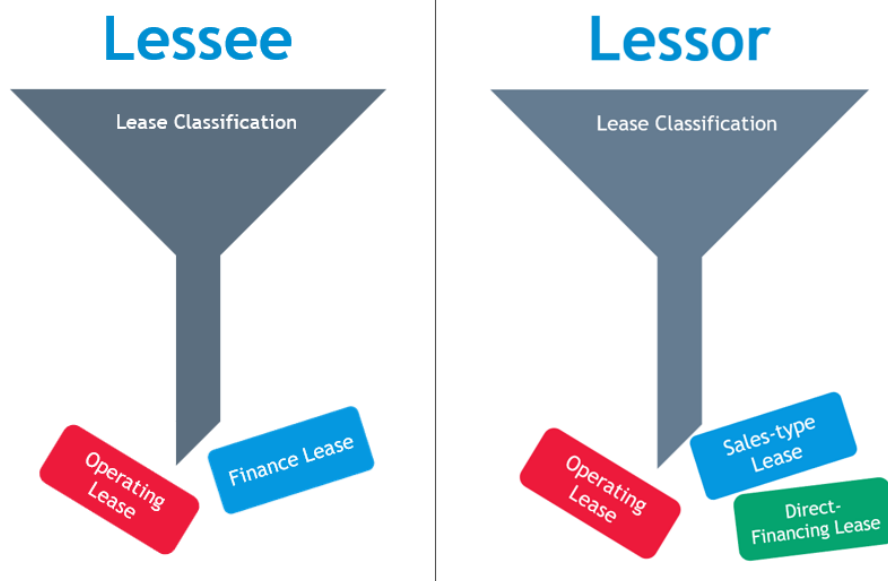 Lessee
Lease Classification
Operating
Lease
Finance Lease
Lessor
Lease Classification
Operating
Lease
Sales-type
Lease
Direct-
Financing Lease